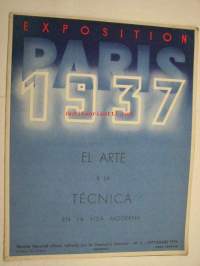 EXPOSITION
PARIS
1937
EL ARTE
Y LA
TÉCNICA
EN LA VIDA MODERNA